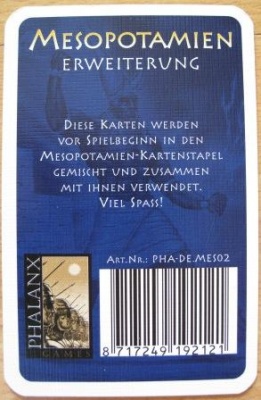 MESOPOTAMIEN
ERWEITERUNG
DIESE KARTEN WERDEN
VOR SPIELBEGINN IN DEN
MESOPOTAMIEN-KARTENSTAPEL
GEMISCHT UND ZUSAMMEN
MIT IHNEN VERWENDET.
VIEL SPASS!
ART.NR.: PHA-DE.MES02
PHALANX
GAMES
8 717249 192121